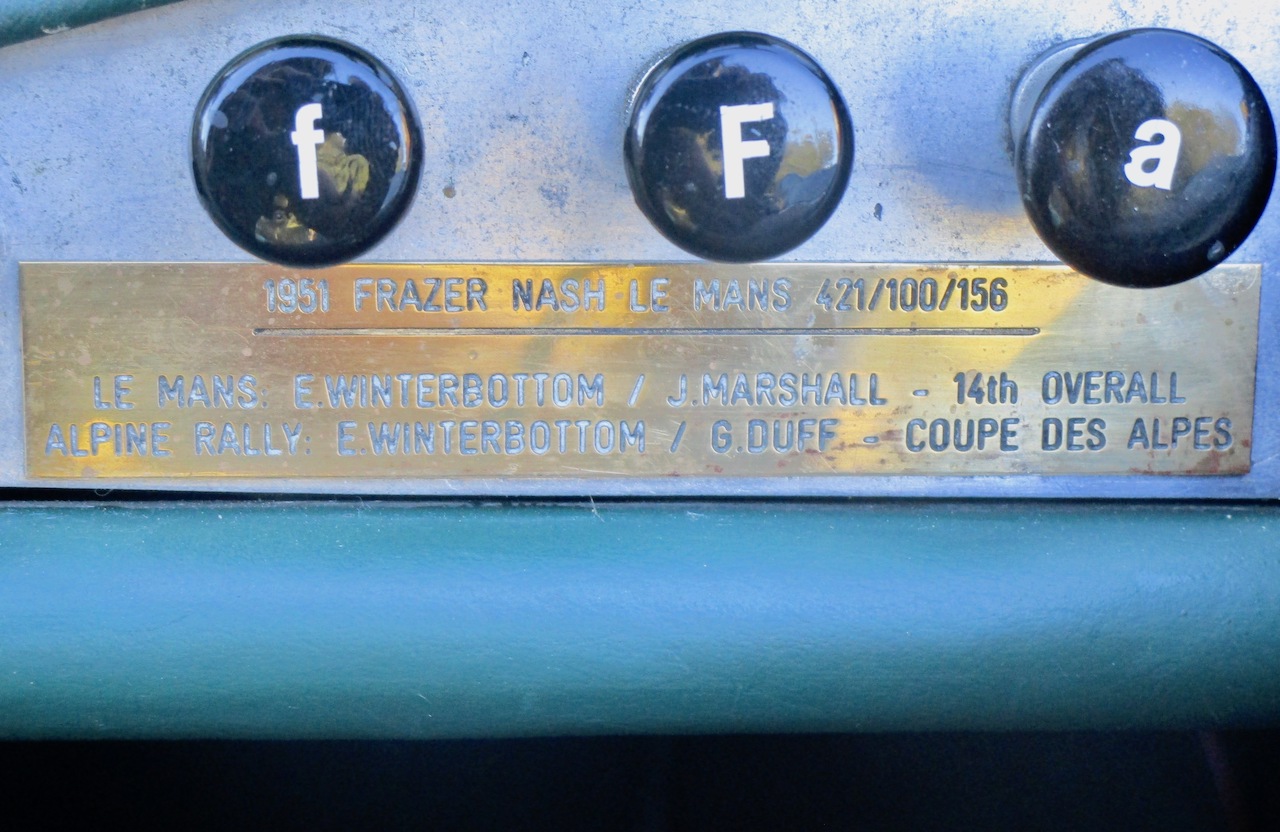 f F a
1951 FRAZER NASH LE MANS 421/100/156
LE MANS: E.WINTERBOTTOM / J.MARSHALL - 14th OVERALL
ALPINE RALLY: E.WINTERBOTTOM / G.DUFF - COUPE DES ALPES